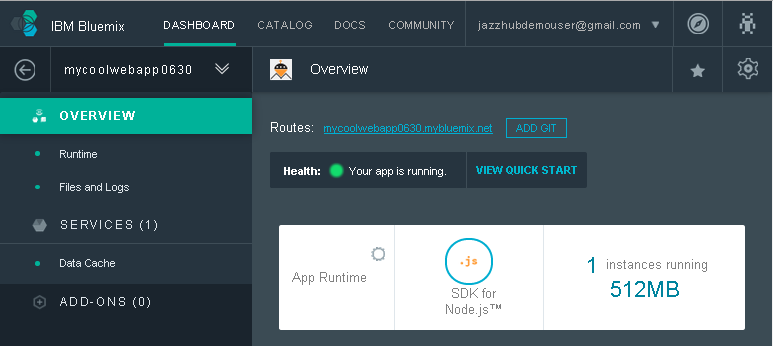 IBM Bluemix DASHBOARD CATALOG DOCS COMMUNITY jazzhubdemouser@gmail.com
mycoolwebapp0630
Overview
OVERVIEW
Runtime
Files and Logs
SERVICES (1)
Data Cache
ADD-ONS (0)
Routes: mycoolwebapp0630.mybluemix.net ADD GIT
Health: Your app is running. VIEW QUICK START
App Runtime
.js
SDK for
Node.js™
1 instances running
512MB